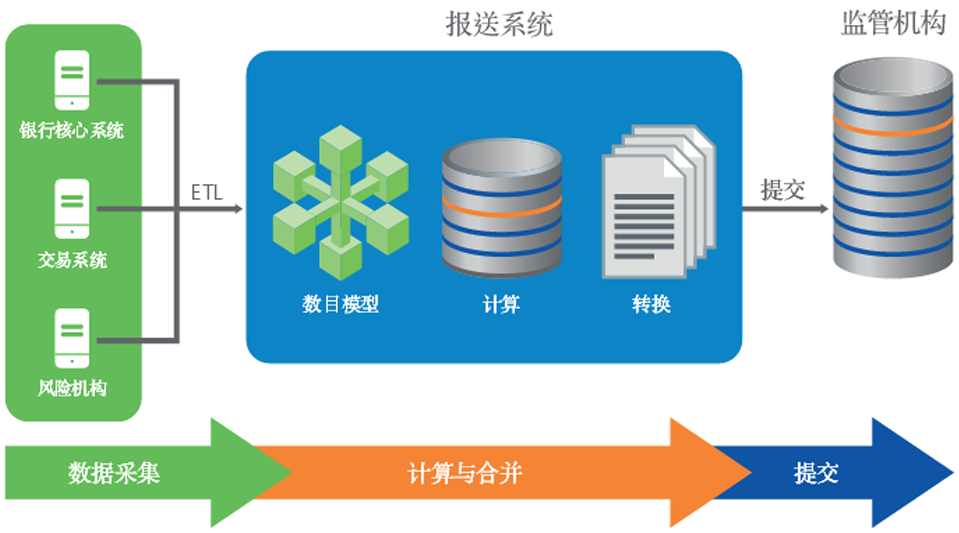 报送系统
监管机构
银行核心系统
交易系统
风险机构
ETL
数目模型
计算
转换
提交
数据采集
计算与合并
提交